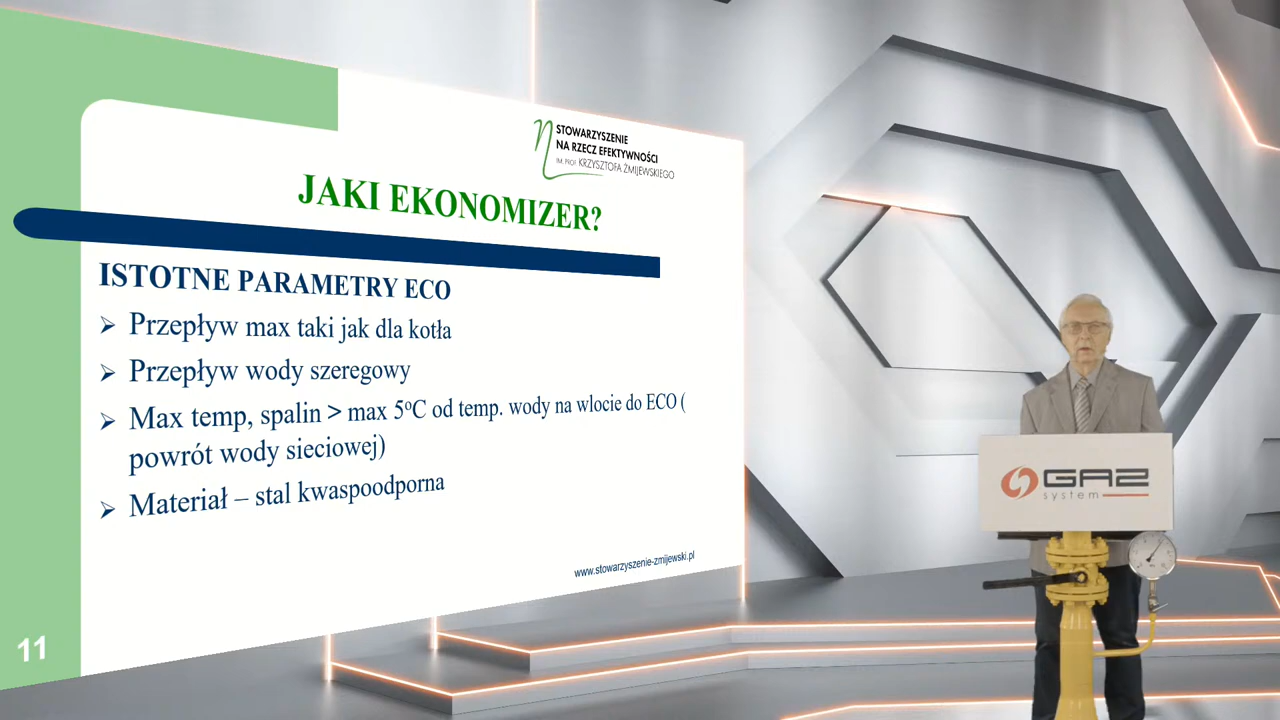 STOWARZYSZENIE
NA RZECZ EFEKTYWNOŚCI
IM. PROF. KRZYSZTOFA ŻMIJEWSKIEGO
JAKI EKONOMIZER?
ISTOTNE PARAMETRY ECO
Przepływ max taki jak dla kotła
Przepływ wody szeregowy
Max temp, spalin > max 5°C od temp. wody na wlocie do ECO (
powrót wody sieciowej)
Materiał – stal kwaspoodporna
www.stowarzyszenie-zmijewski.pl
11
GAZ
system